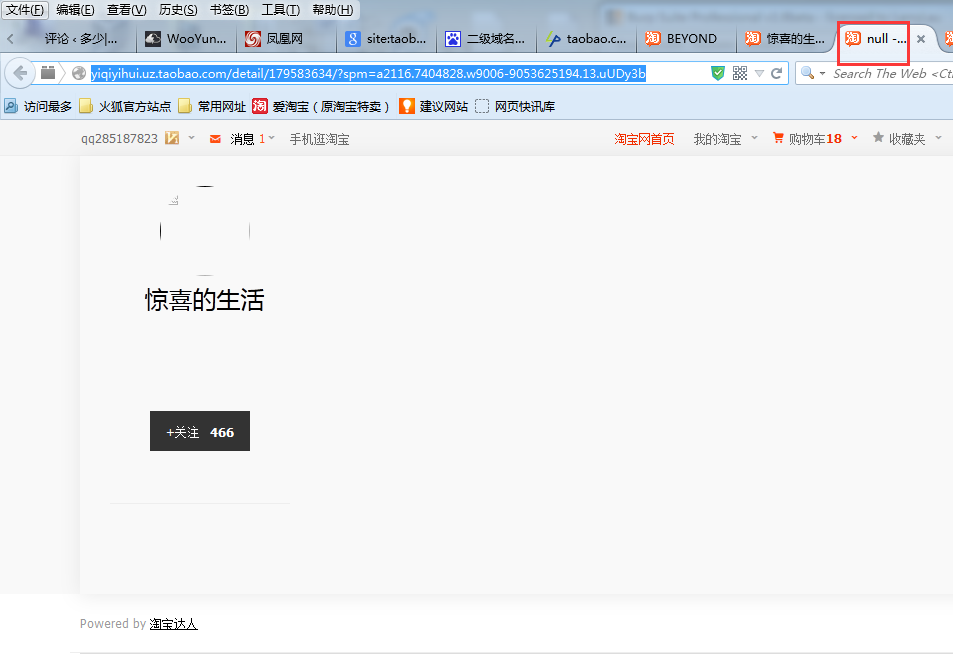 文件(F) 编辑(E) 查看(V) 历史(S) 书签(B) 工具(T) 帮助(H)
评论 ‹ 多少|... WooYun... 凤凰网 site:taob... 二级域名... taobao.c... BEYOND 惊喜的生... null -...
yiqiyihui.uz.taobao.com/detail/179583634/?spm=a2116.7404828.w9006-9053625194.13.uUDy3b Search The Web <Ct
访问最多 火狐官方站点 常用网址 爱淘宝（原淘宝特卖） 建议网站 网页快讯库
qq285187823 消息 1 手机逛淘宝 淘宝网首页 我的淘宝 购物车18 收藏夹
惊喜的生活
+关注 466
Powered by 淘宝达人